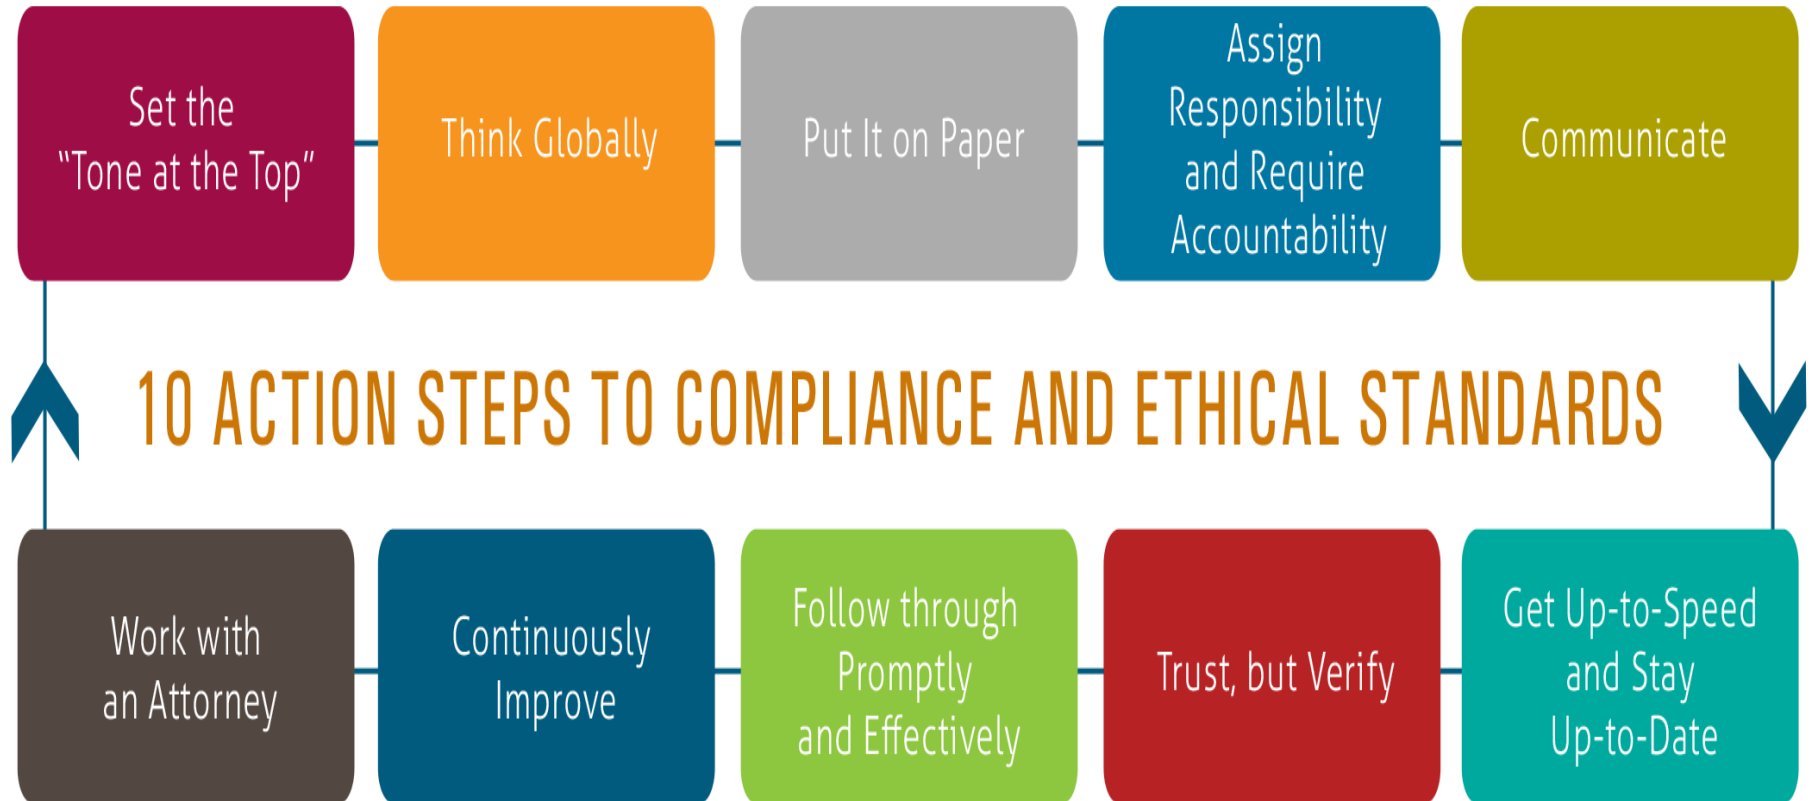 Set the
“Tone at the Top”
Think Globally
Put It on Paper
Assign
Responsibility
and Require
Accountability
Communicate
10 ACTION STEPS TO COMPLIANCE AND ETHICAL STANDARDS
Work with
an Attorney
Continuously
Improve
Follow through
Promptly
and Effectively
Trust, but Verify
Get Up-to-Speed
and Stay
Up-to-Date